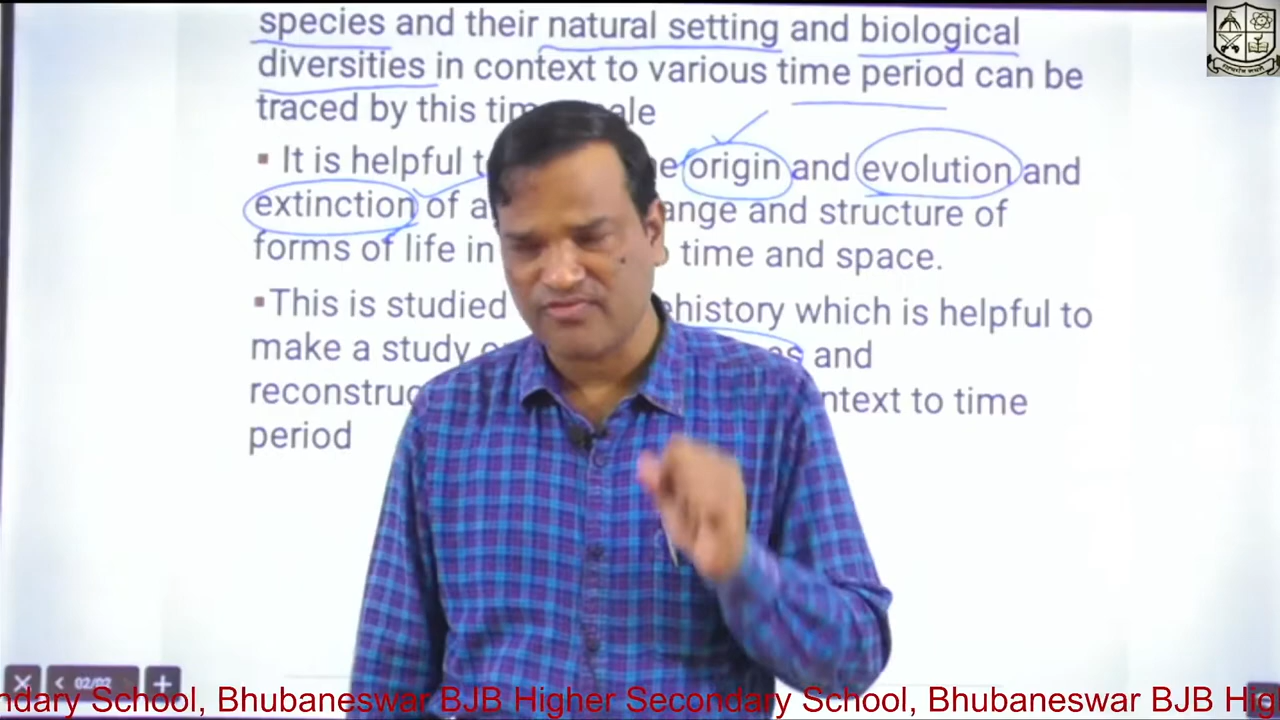 species and their natural setting and biological
diversities in context to various time period can be
traced by this ale
▪ It is helpful origin and evolution and
extinction of ange and structure of
forms of life in time and space.
▪This is studied history which is helpful to
make a study and
reconstruc ntext to time
period
02/02
ndary School, Bhubaneswar BJB Higher Secondary School, Bhubaneswar BJB Hig